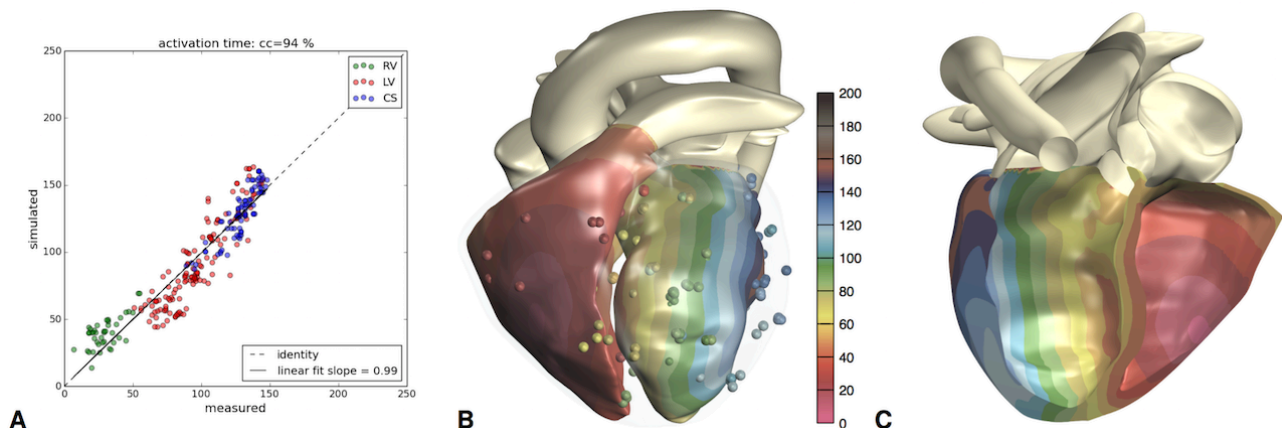 activation time: cc=94 %
250
200
150
100
50
0
simulated
RV
LV
CS
identity
linear fit slope = 0.99
0 50 100 150 200 250
measured
A
B
200
180
160
140
120
100
80
60
40
20
0
C